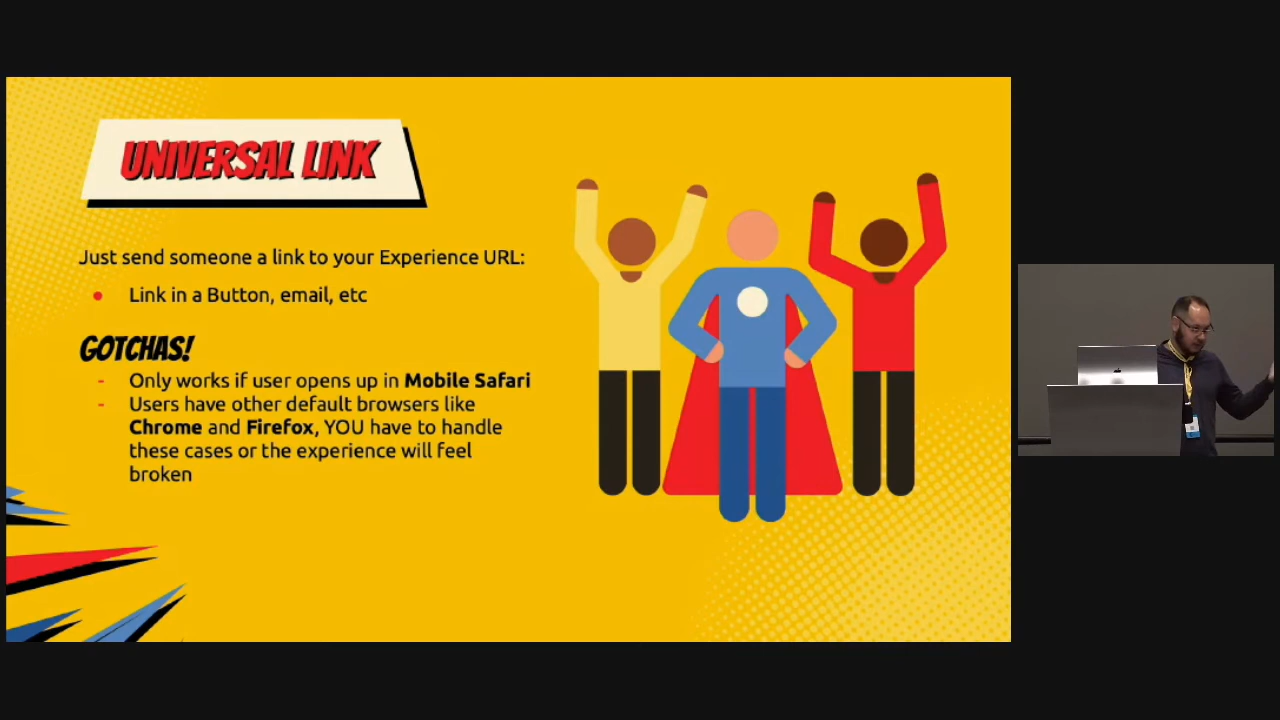 UNIVERSAL LINK
Just send someone a link to your Experience URL:
● Link in a Button, email, etc
GOTCHAS!
- Only works if user opens up in Mobile Safari
- Users have other default browsers like
Chrome and Firefox, YOU have to handle
these cases or the experience will feel
broken